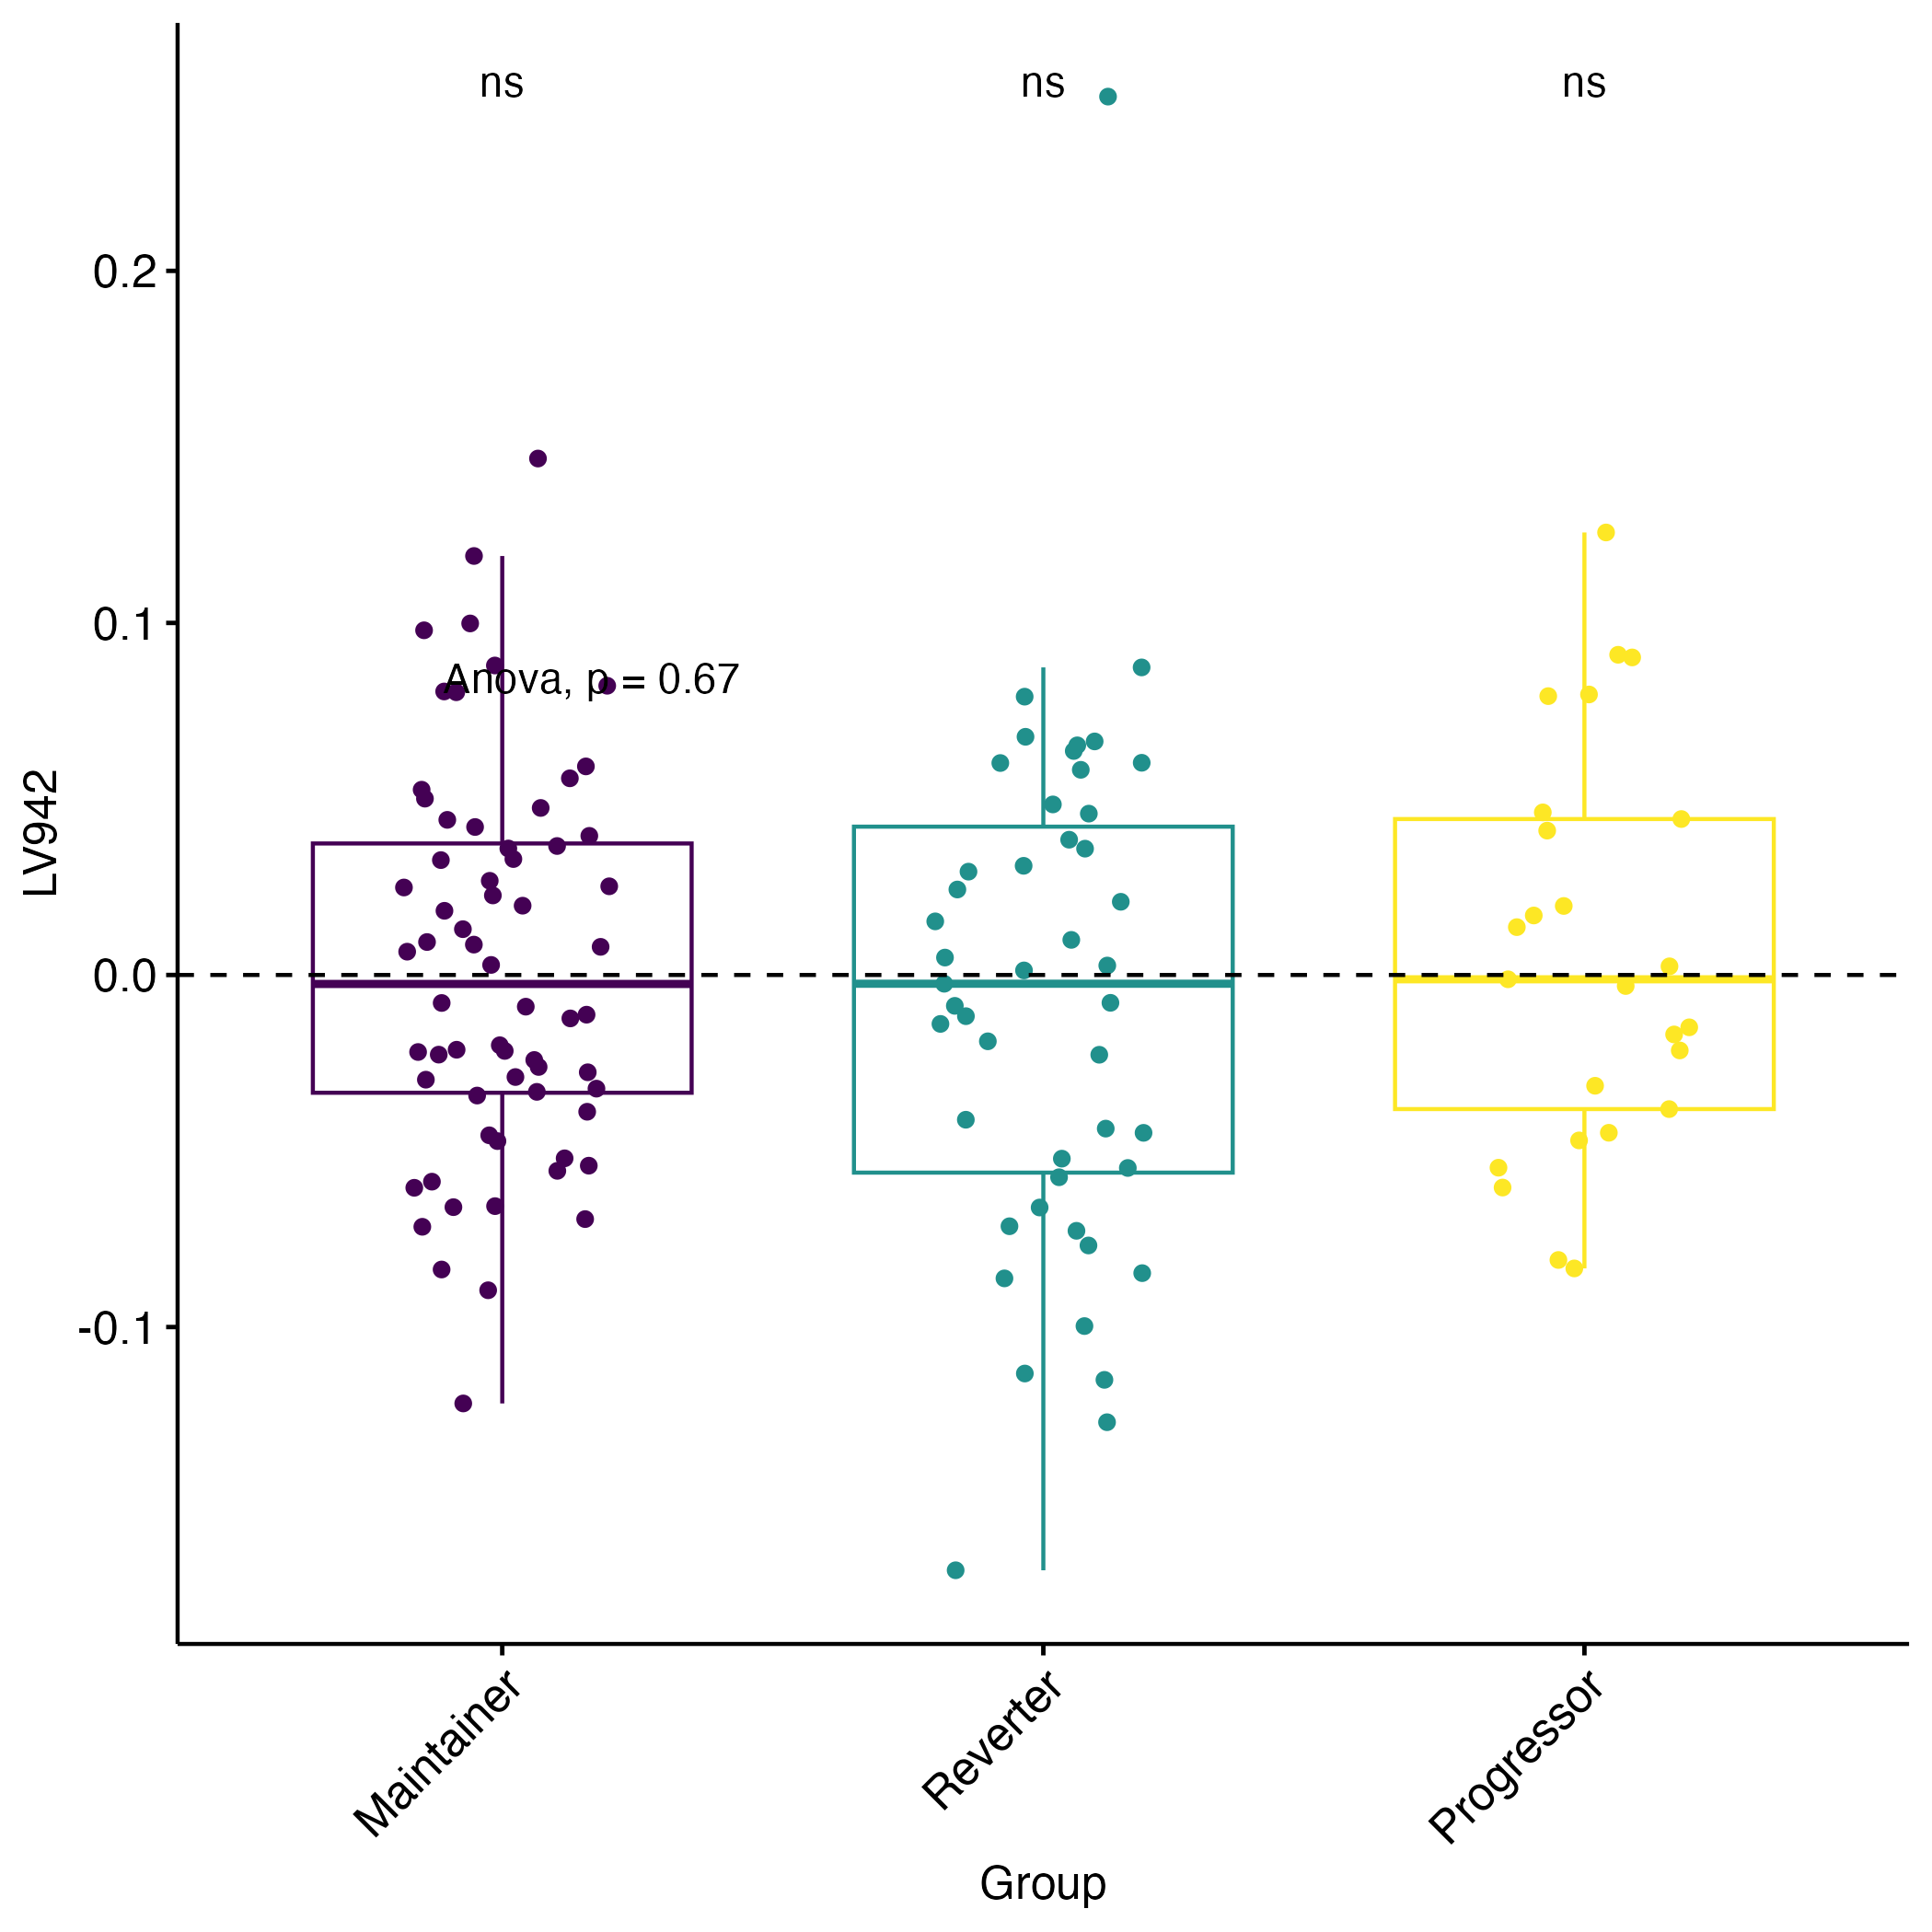 ns ns ns
0.2
0.1
Anova, p = 0.67
LV942
0.0
-0.1
Maintainer Reverter Progressor
Group